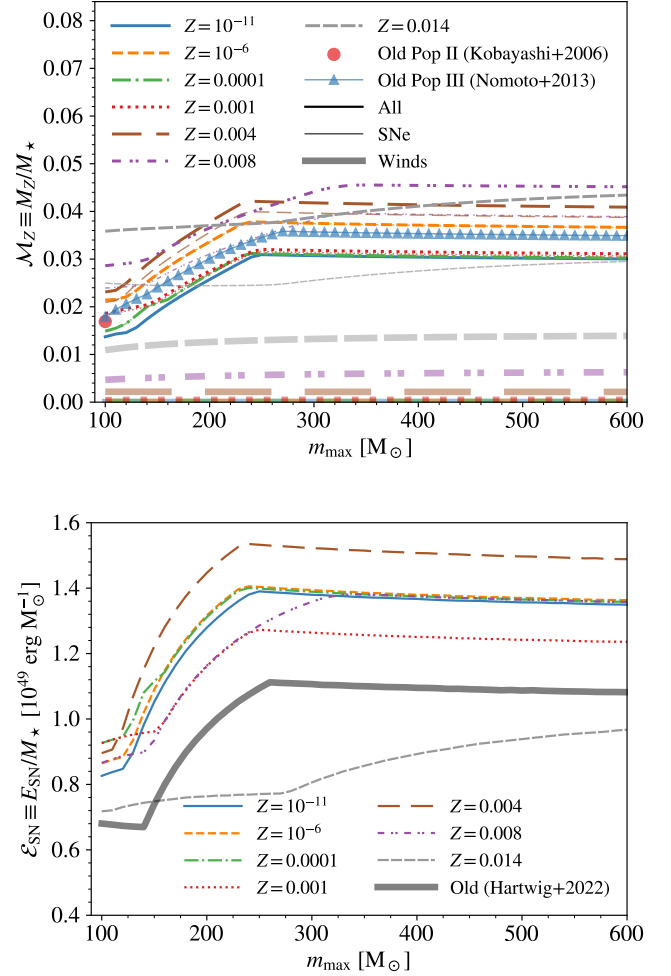 0.08
0.07
0.06
0.05
0.04
0.03
0.02
0.01
0.00
ℳ_Z ≡ M_Z/M_⋆
Z = 10^{-11}
Z = 10^{-6}
Z = 0.0001
Z = 0.001
Z = 0.004
Z = 0.008
Z = 0.014
Old Pop II (Kobayashi+2006)
Old Pop III (Nomoto+2013)
All
SNe
Winds
100 200 300 400 500 600
m_max [M_⊙]
1.6
1.4
1.2
1.0
0.8
0.6
0.4
ℰ_SN ≡ E_SN/M_⋆ [10^{49} erg M_⊙^{-1}]
Z = 10^{-11}
Z = 10^{-6}
Z = 0.0001
Z = 0.001
Z = 0.004
Z = 0.008
Z = 0.014
Old (Hartwig+2022)
100 200 300 400 500 600
m_max [M_⊙]